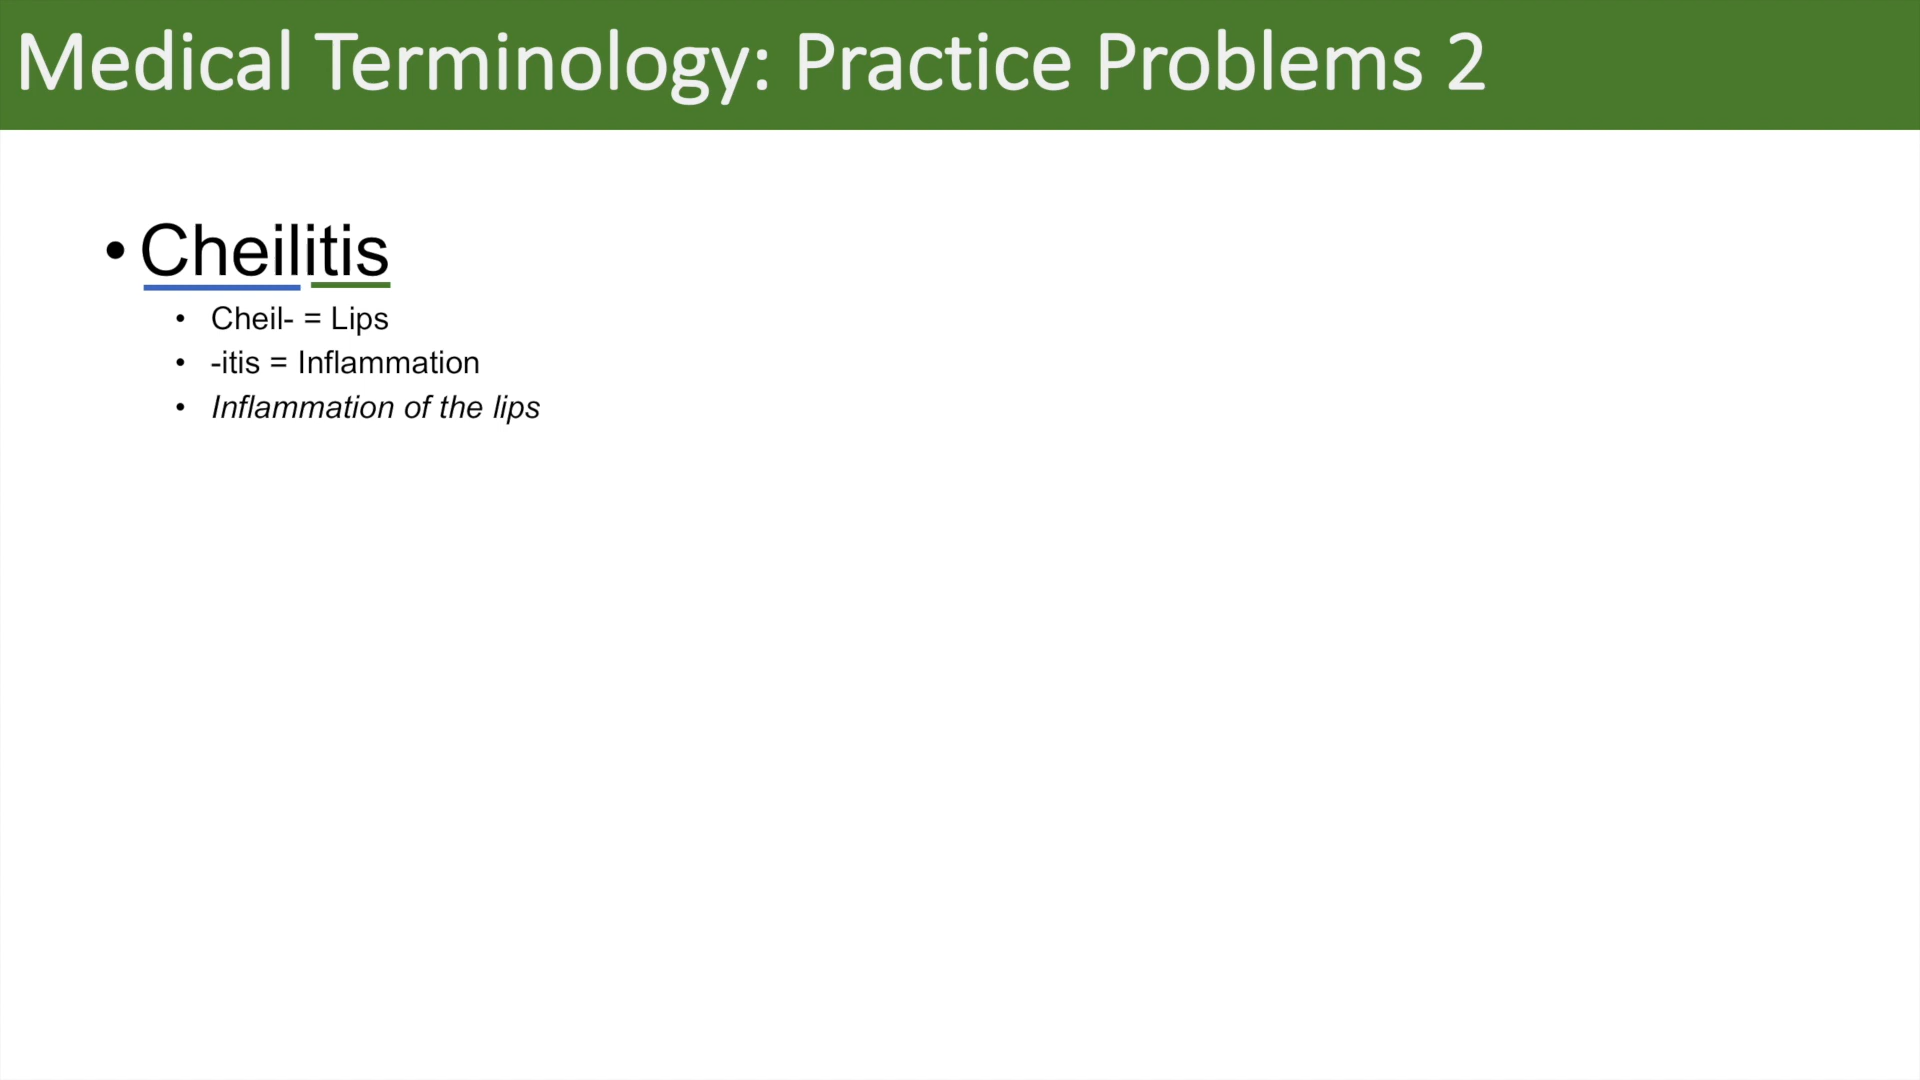 Medical Terminology: Practice Problems 2
• Cheilitis
• Cheil- = Lips
• -itis = Inflammation
• Inflammation of the lips